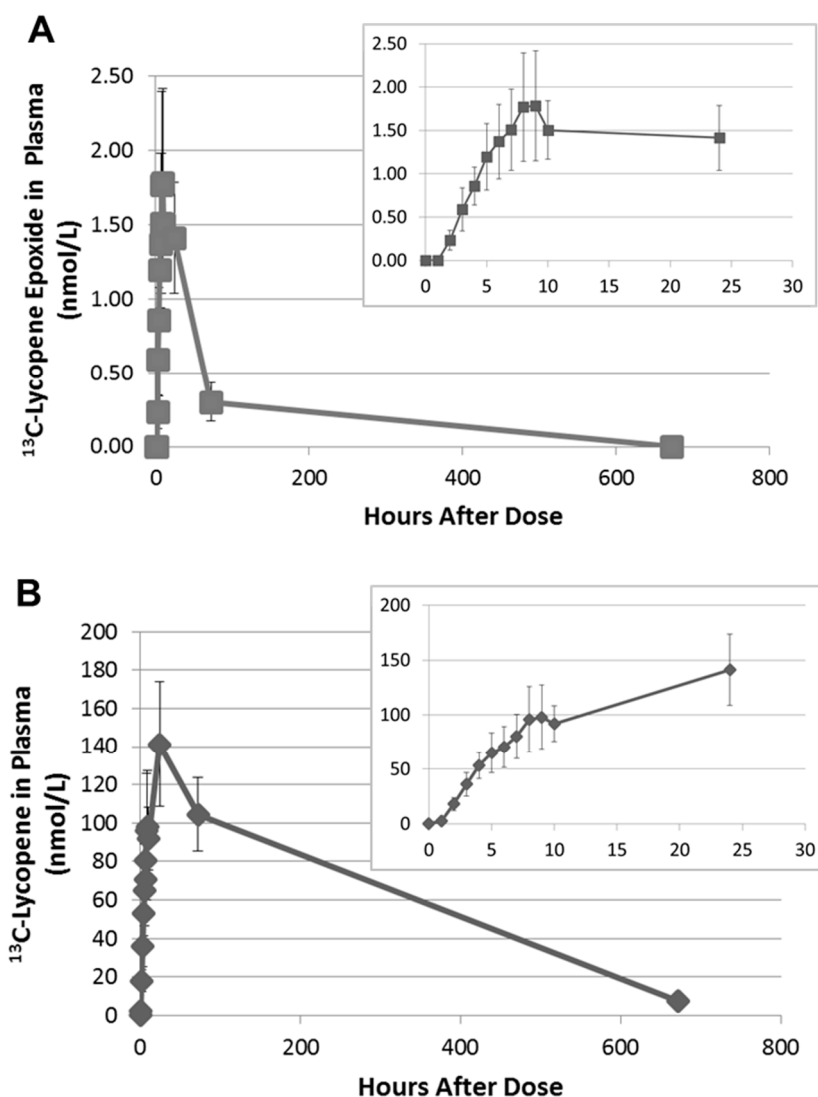 A
¹³C-Lycopene Epoxide in Plasma
(nmol/L)
2.50
2.00
1.50
1.00
0.50
0.00
0 200 400 600 800
Hours After Dose
2.50
2.00
1.50
1.00
0.50
0.00
0 5 10 15 20 25 30
B
¹³C-Lycopene in Plasma
(nmol/L)
200
180
160
140
120
100
80
60
40
20
0
0 200 400 600 800
Hours After Dose
200
150
100
50
0
0 5 10 15 20 25 30